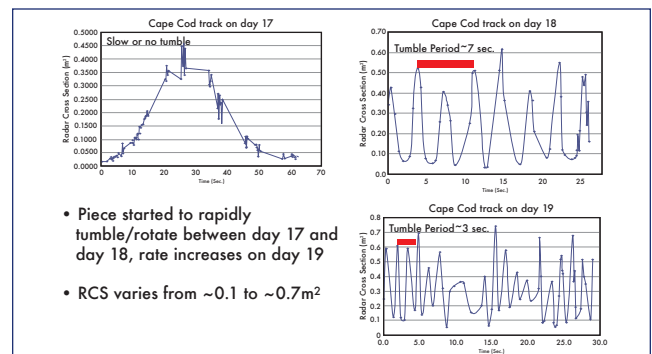 Cape Cod track on day 17
Slow or no tumble
Radar Cross Section (m²)
0.5000
0.4500
0.4000
0.3500
0.3000
0.2500
0.2000
0.1500
0.1000
0.0500
0.0000
0 10 20 30 40 50 60 70
Time (Sec.)
Cape Cod track on day 18
Tumble Period~7 sec.
Radar Cross Section (m²)
0.70
0.60
0.50
0.40
0.30
0.20
0.10
0.0
0 5 10 15 20 25
Time (Sec.)
• Piece started to rapidly
tumble/rotate between day 17 and
day 18, rate increases on day 19
• RCS varies from ~0.1 to ~0.7m²
Cape Cod track on day 19
Tumble Period~3 sec.
Radar Cross Section (m²)
0.8
0.7
0.6
0.5
0.4
0.3
0.2
0.1
0
0.0 5.0 10.0 15.0 20.0 25.0 30.0
Time (Sec.)